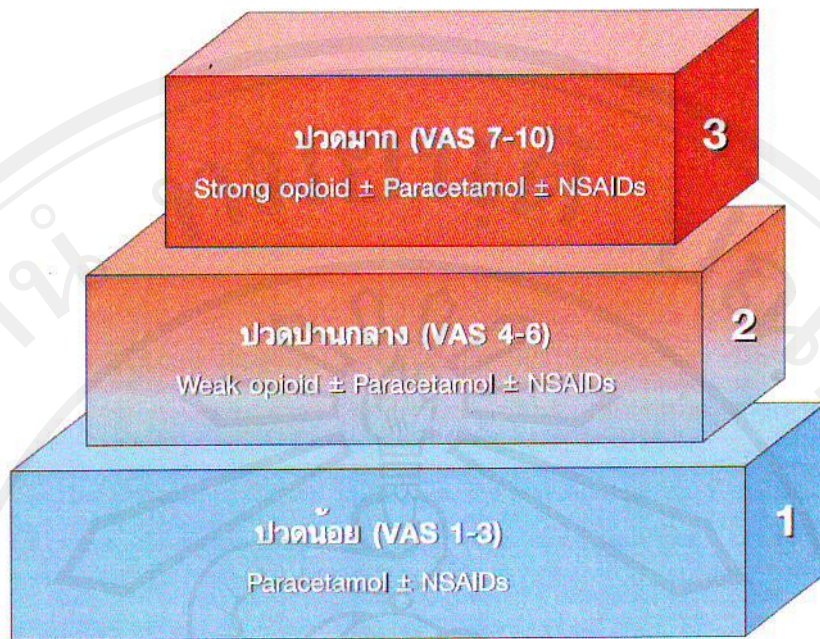 ปวดมาก (VAS 7-10)
3
Strong opioid ± Paracetamol ± NSAIDs
ปวดปานกลาง (VAS 4-6)
2
Weak opioid ± Paracetamol ± NSAIDs
ปวดน้อย (VAS 1-3)
1
Paracetamol ± NSAIDs